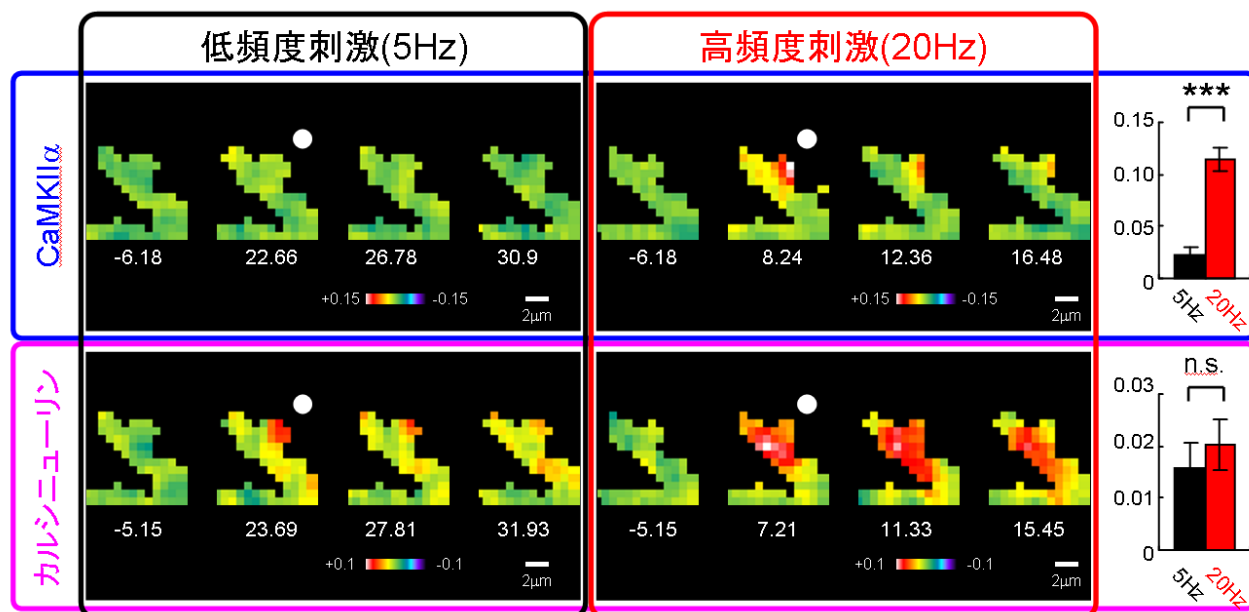 低頻度刺激(5Hz)
高頻度刺激(20Hz)
CaMKIIα
-6.18 22.66 26.78 30.9
+0.15 -0.15
2μm
-6.18 8.24 12.36 16.48
+0.15 -0.15
2μm
***
0.15
0.10
0.05
0
5Hz
20Hz
カルシニューリン
-5.15 23.69 27.81 31.93
+0.1 -0.1
2μm
-5.15 7.21 11.33 15.45
+0.1 -0.1
2μm
n.s.
0.03
0.02
0.01
0
5Hz
20Hz